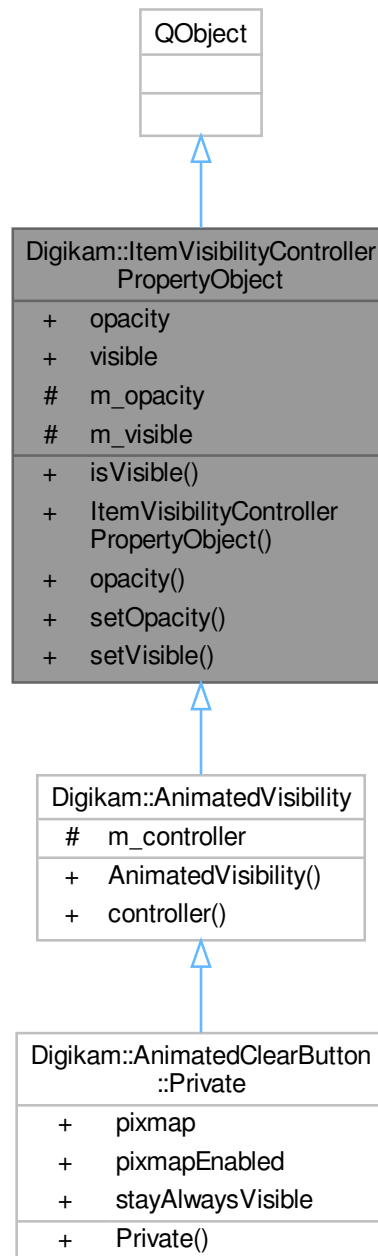 QObject
Digikam::ItemVisibilityController
PropertyObject
+ opacity
+ visible
# m_opacity
# m_visible
+ isVisible()
+ ItemVisibilityController
PropertyObject()
+ opacity()
+ setOpacity()
+ setVisible()
Digikam::AnimatedVisibility
# m_controller
+ AnimatedVisibility()
+ controller()
Digikam::AnimatedClearButton
::Private
+ pixmap
+ pixmapEnabled
+ stayAlwaysVisible
+ Private()